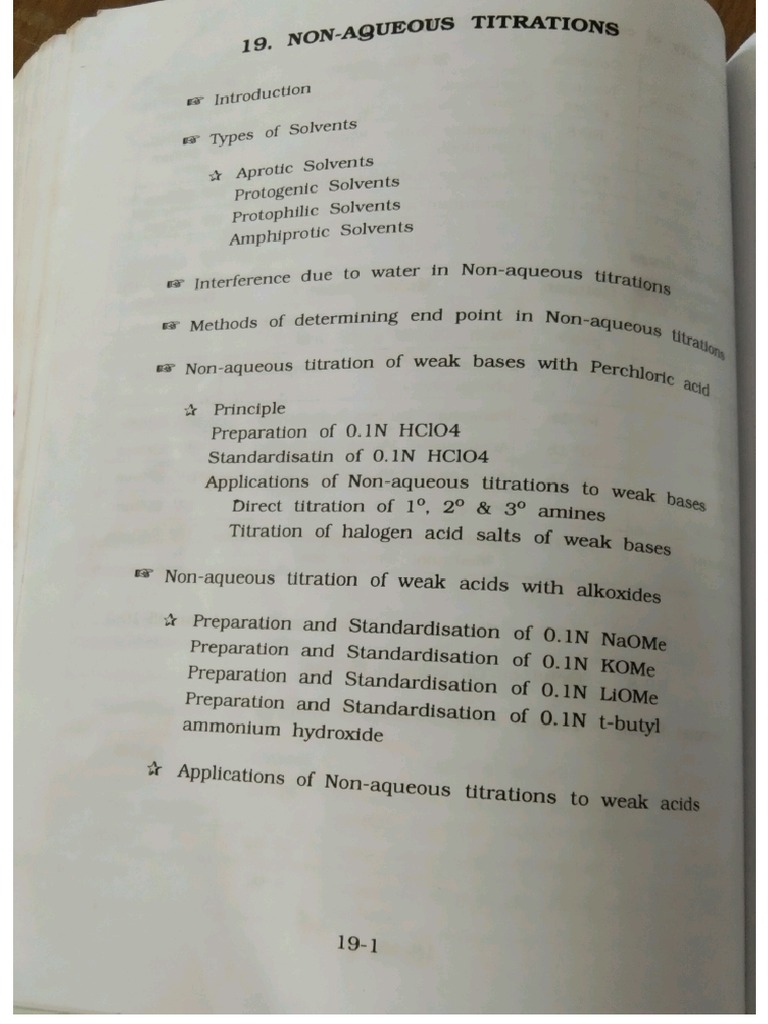 19. NON-AQUEOUS TITRATIONS
☞ Introduction
☞ Types of Solvents
☆ Aprotic Solvents
Protogenic Solvents
Protophilic Solvents
Amphiprotic Solvents
☞ Interference due to water in Non-aqueous titrations
☞ Methods of determining end point in Non-aqueous titrations
☞ Non-aqueous titration of weak bases with Perchloric acid
☆ Principle
Preparation of 0.1N HClO4
Standardisatin of 0.1N HClO4
Applications of Non-aqueous titrations to weak bases
Direct titration of 1º, 2º & 3º amines
Titration of halogen acid salts of weak bases
☞ Non-aqueous titration of weak acids with alkoxides
☆ Preparation and Standardisation of 0.1N NaOMe
Preparation and Standardisation of 0.1N KOMe
Preparation and Standardisation of 0.1N LiOMe
Preparation and Standardisation of 0.1N t-butyl
ammonium hydroxide
☆ Applications of Non-aqueous titrations to weak acids
19-1